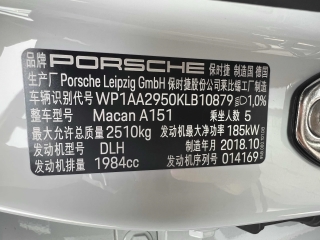 品牌 PORSCHE 保时捷 制造国 德国
生产厂 Porsche Leipzig GmbH 保时捷股份公司莱比锡工厂制造
车辆识别代号 WP1AA2950KLB10879 1,0%
整车型号 Macan A151 乘坐人数 5
最大允许总质量 2510kg 发动机最大净功率 185kW
发动机型号 DLH 制造年月 2018.10
发动机排量 1984cc 发动机序列号 014169